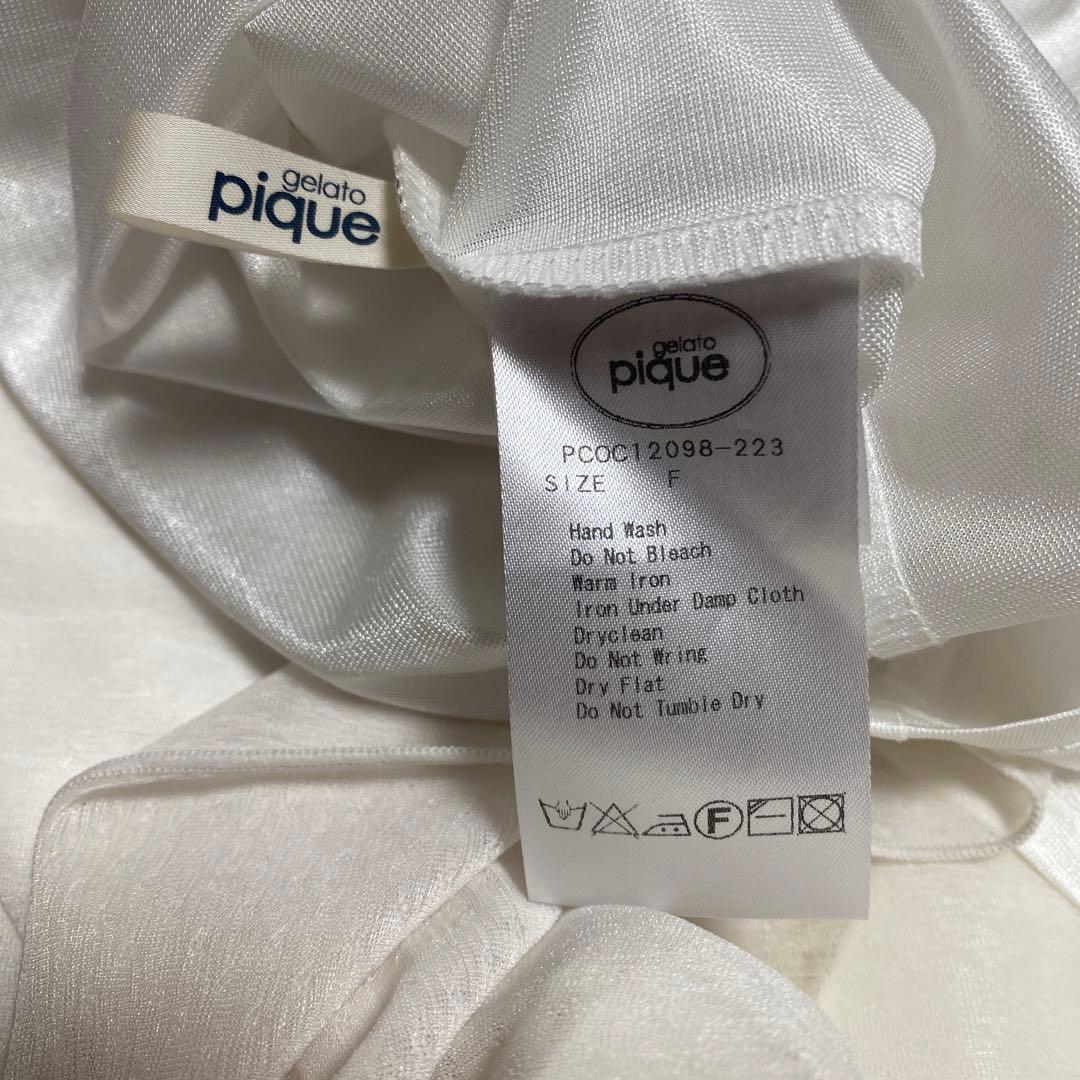 gelato
pique
gelato
pique
PCOC12098-223
SIZE F
Hand Wash
Do Not Bleach
Warm Iron
Iron Under Damp Cloth
Dryclean
Do Not Wring
Dry Flat
Do Not Tumble Dry
F